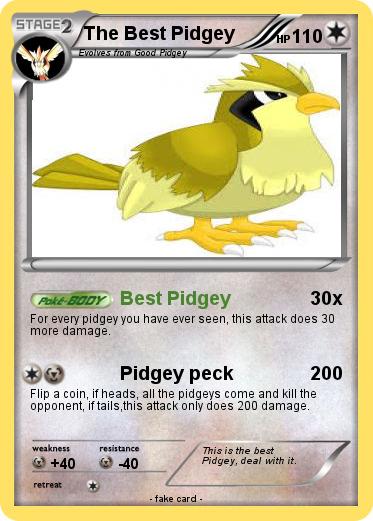 STAGE2 The Best Pidgey HP 110
Evolves from Good Pidgey
Poké-BODY Best Pidgey 30x
For every pidgey you have ever seen, this attack does 30
more damage.
Pidgey peck 200
Flip a coin, if heads, all the pidgeys come and kill the
opponent, if tails,this attack only does 200 damage.
weakness resistance
+40 -40
This is the best
Pidgey, deal with it.
retreat
- fake card -